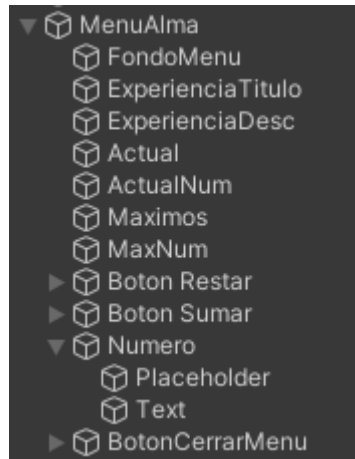 MenuAlma
FondoMenu
ExperienciaTitulo
ExperienciaDesc
Actual
ActualNum
Maximos
MaxNum
Boton Restar
Boton Sumar
Numero
Placeholder
Text
BotonCerrarMenu